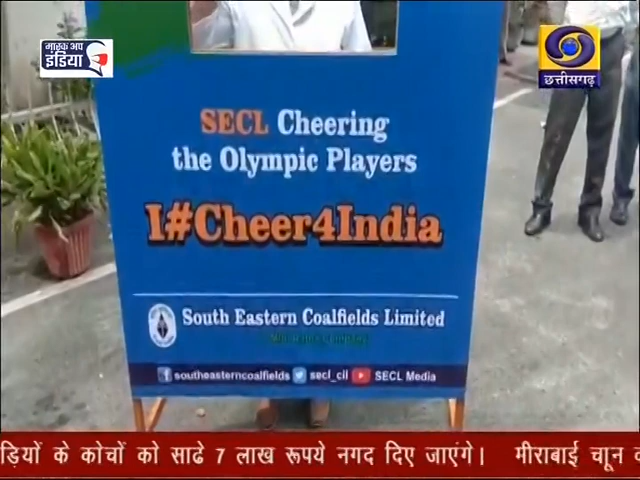 मास्क अप
इंडिया
छत्तीसगढ़
SECL Cheering
the Olympic Players
I#Cheer4India
South Eastern Coalfields Limited
southeasterncoalfields secl_cil SECL Media
ड़ियों के कोचों को साढे 7 लाख रूपये नगद दिए जाएंगे। मीराबाई चूान